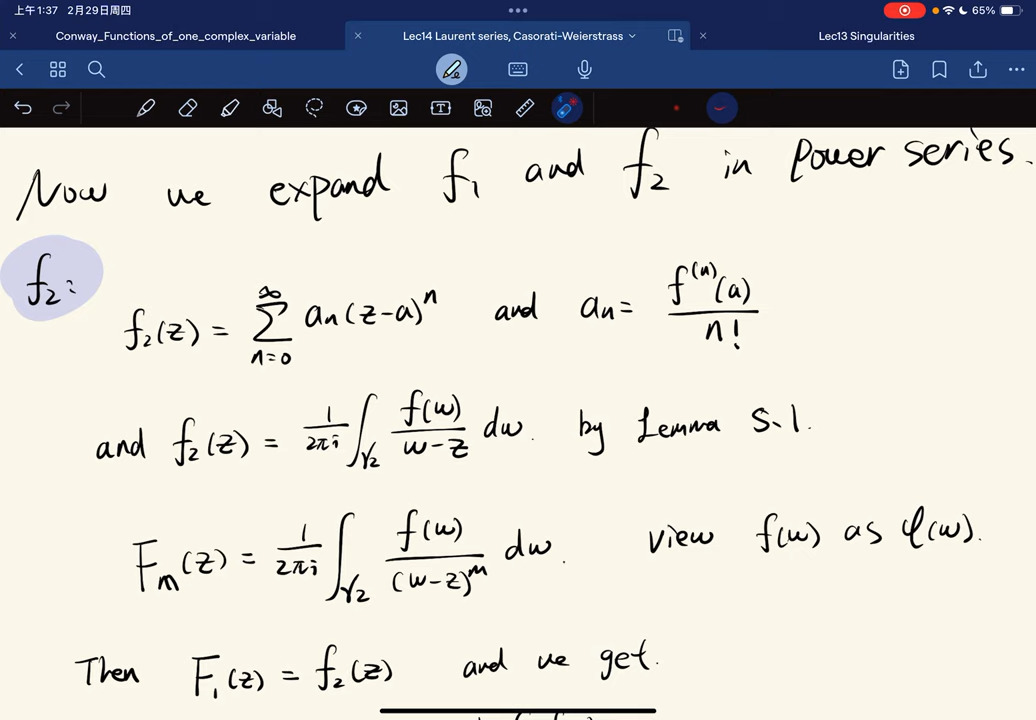 上午1:37 2月29日周四
65%
Conway_Functions_of_one_complex_variable
Lec14 Laurent series, Casorati-Weierstrass
Lec13 Singularities
Now we expand f₁ and f₂ in power series.
f₂:
f₂(z) = ∑_{n=0}^{∞} aₙ(z-a)ⁿ and aₙ = f⁽ⁿ⁾(a)/n!
and f₂(z) = 1/2πi ∫_{γ₂} f(w)/(w-z) dw. by Lemma 5.1.
Fₘ(z) = 1/2πi ∫_{γ₂} f(w)/(w-z)ᵐ dw. view f(w) as φ(w).
Then F₁(z) = f₂(z) and we get.